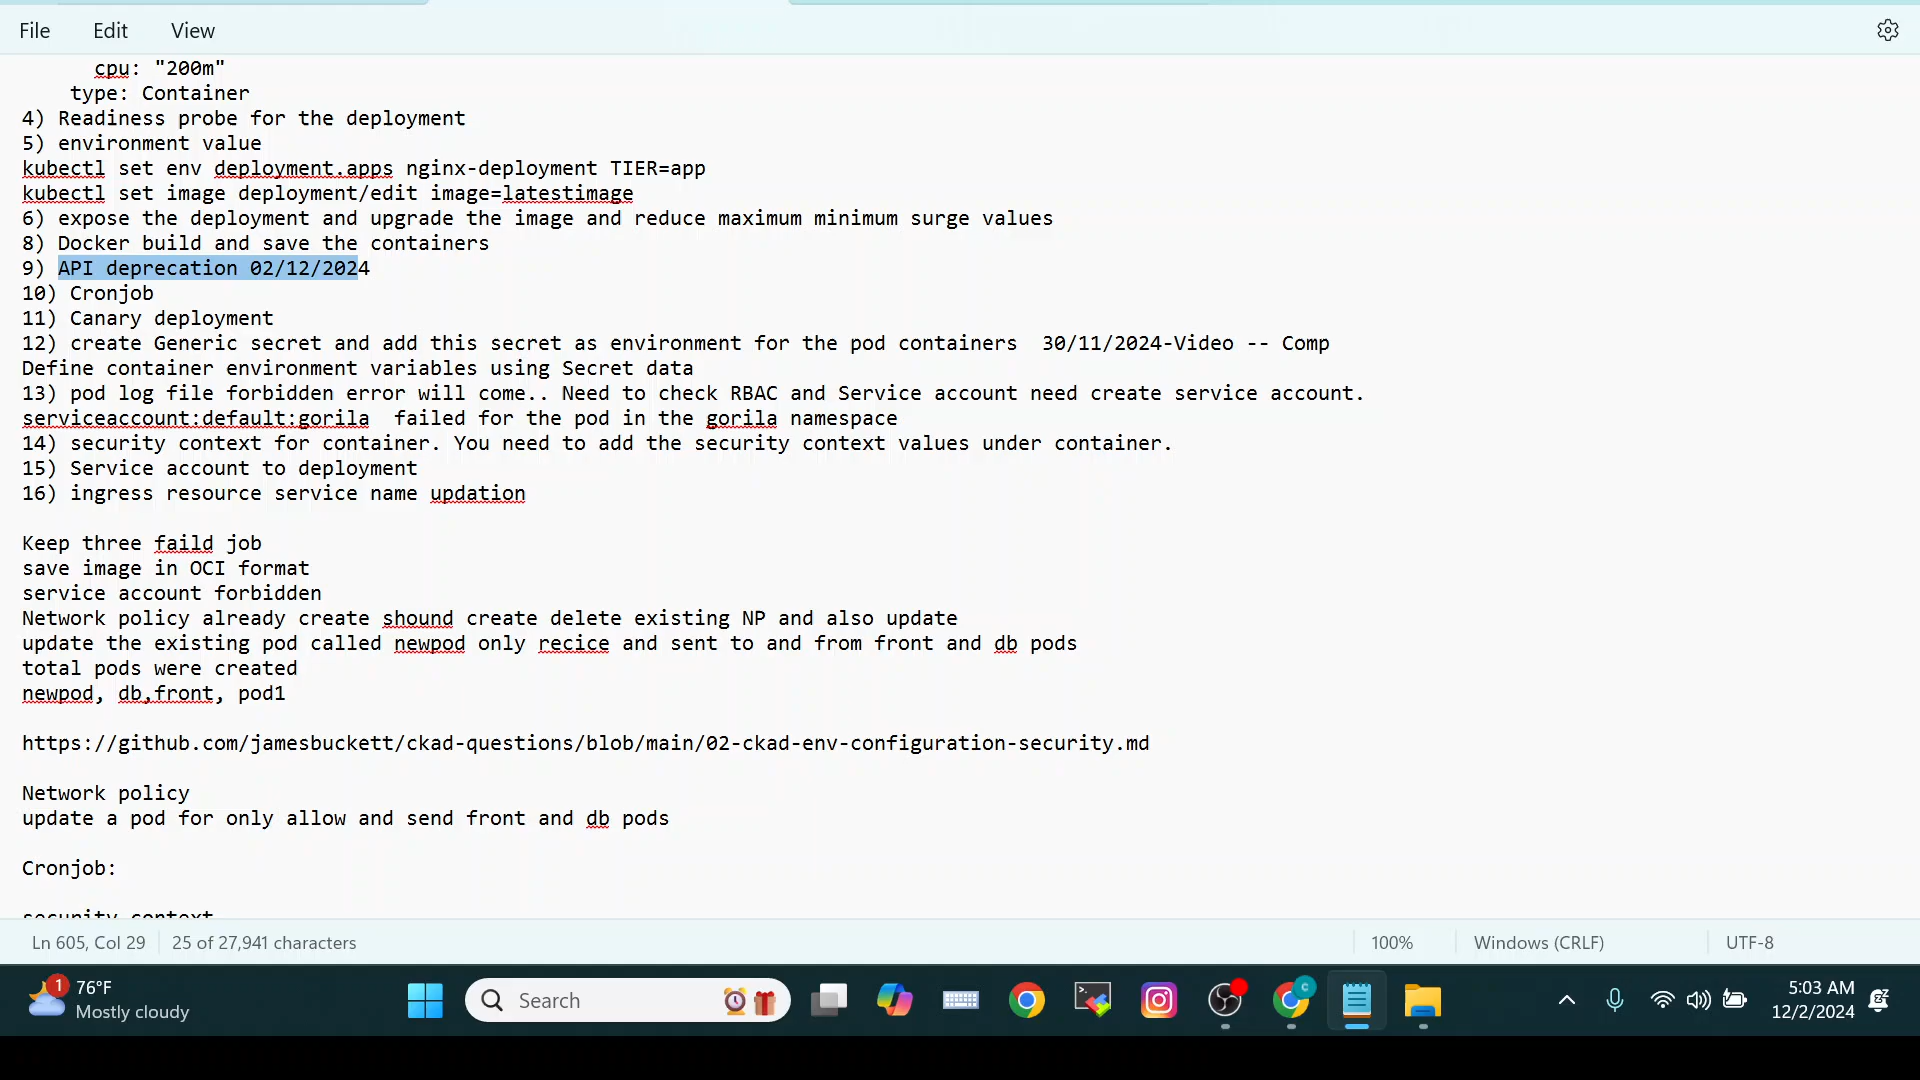 File Edit View
cpu: "200m"
type: Container
4) Readiness probe for the deployment
5) environment value
kubectl set env deployment.apps nginx-deployment TIER=app
kubectl set image deployment/edit image=latestimage
6) expose the deployment and upgrade the image and reduce maximum minimum surge values
8) Docker build and save the containers
9) API deprecation 02/12/2024
10) Cronjob
11) Canary deployment
12) create Generic secret and add this secret as environment for the pod containers  30/11/2024-Video -- Comp
Define container environment variables using Secret data
13) pod log file forbidden error will come.. Need to check RBAC and Service account need create service account.
serviceaccount:default:gorila  failed for the pod in the gorila namespace
14) security context for container. You need to add the security context values under container.
15) Service account to deployment
16) ingress resource service name updation
Keep three faild job
save image in OCI format
service account forbidden
Network policy already create shound create delete existing NP and also update
update the existing pod called newpod only recice and sent to and from front and db pods
total pods were created
newpod, db,front, pod1
https://github.com/jamesbuckett/ckad-questions/blob/main/02-ckad-env-configuration-security.md
Network policy
update a pod for only allow and send front and db pods
Cronjob:
security context
Ln 605, Col 29 25 of 27,941 characters 100% Windows (CRLF) UTF-8
1 76°F
Mostly cloudy
Search
5:03 AM
12/2/2024